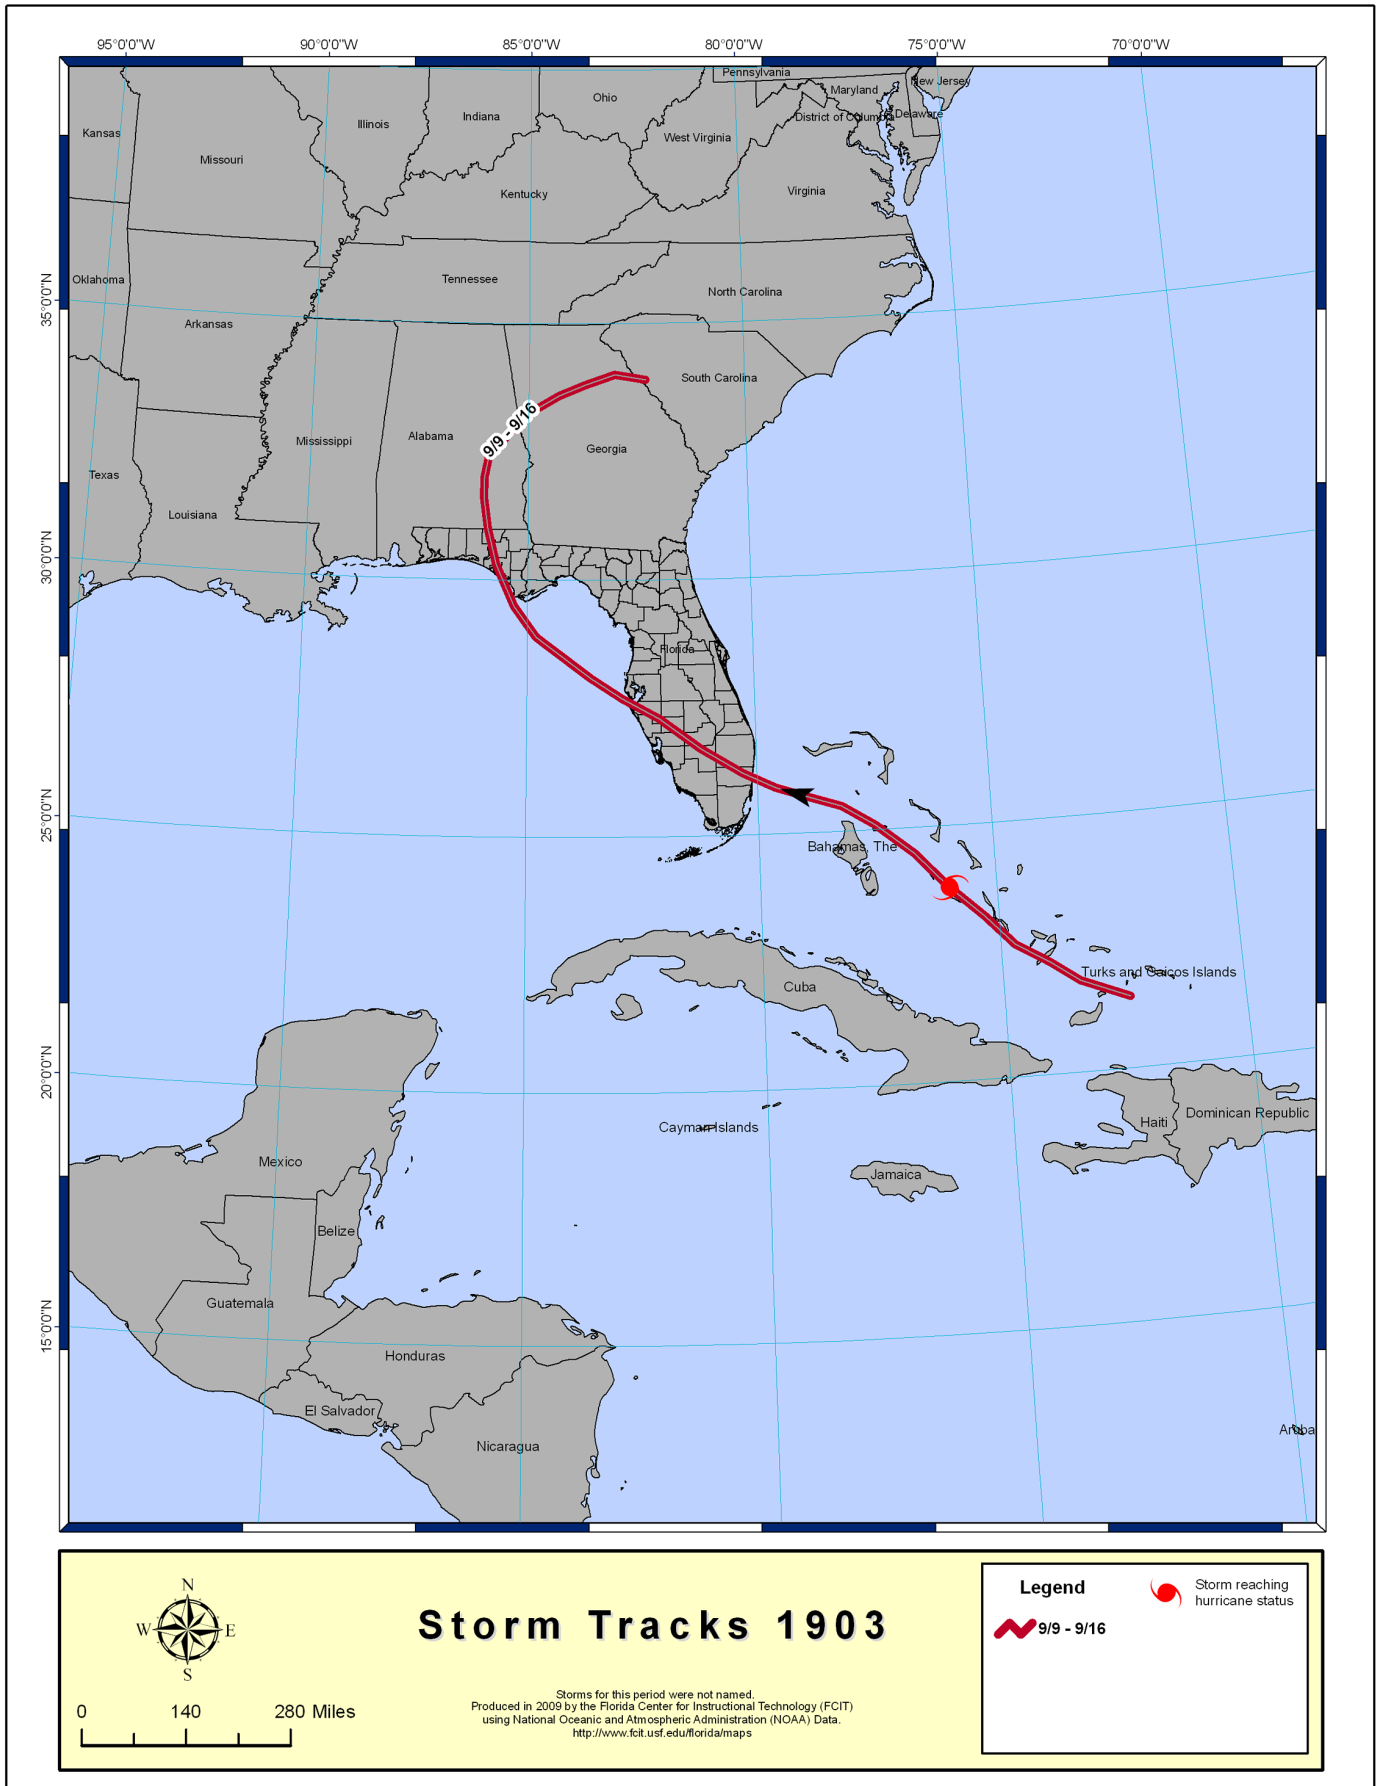 95°0'0"W 90°0'0"W 85°0'0"W 80°0'0"W 75°0'0"W 70°0'0"W
Pennsylvania
New Jersey
Maryland
Ohio
Delaware
District of Columbia
Indiana
Illinois
Kansas
West Virginia
Missouri
Virginia
Kentucky
Oklahoma
Tennessee
North Carolina
35°0'0"N
Arkansas
South Carolina
9/9 - 9/16
Alabama
Mississippi
Georgia
Texas
Louisiana
30°0'0"N
Florida
25°0'0"N
Bahamas, The
Turks and Caicos Islands
Cuba
20°0'0"N
Dominican Republic
Haiti
Cayman Islands
Mexico
Jamaica
Belize
Guatemala
15°0'0"N
Honduras
El Salvador
Aruba
Nicaragua
N
W E
S
0 140 280 Miles
Storm Tracks 1903
Storms for this period were not named.
Produced in 2009 by the Florida Center for Instructional Technology (FCIT)
using National Oceanic and Atmospheric Administration (NOAA) Data.
http://www.fcit.usf.edu/florida/maps
Legend
Storm reaching
hurricane status
9/9 - 9/16